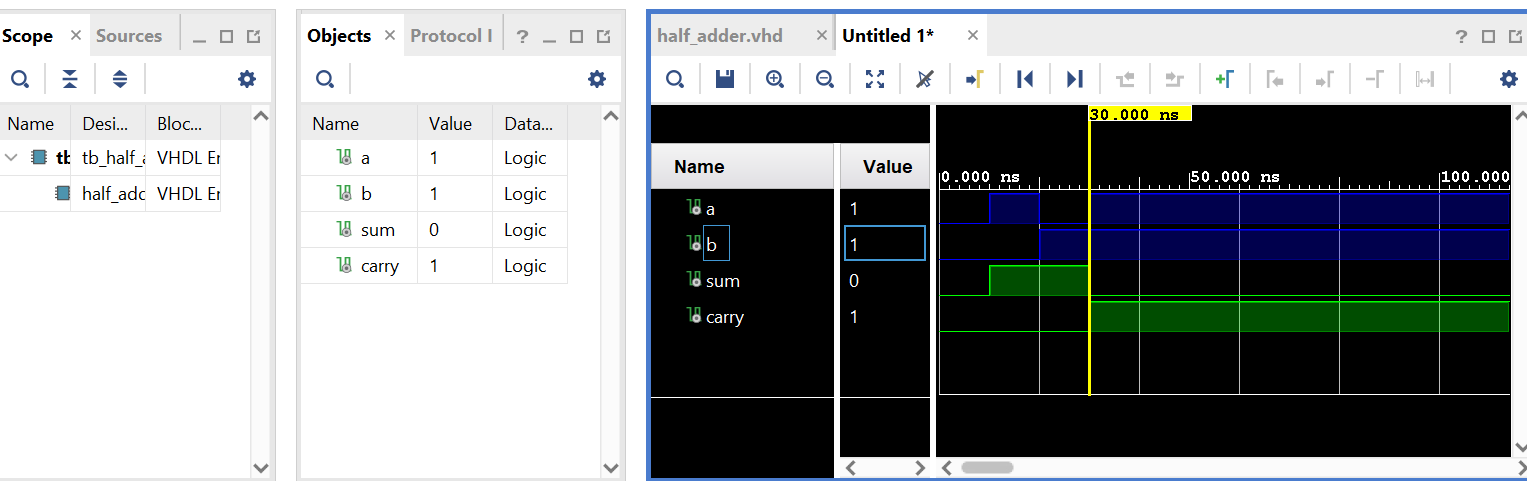 Scope
Sources
Name Desi... Bloc...
tb tb_half_a VHDL Er
half_adc VHDL Er
Objects
Protocol I
?
Name Value Data...
a 1 Logic
b 1 Logic
sum 0 Logic
carry 1 Logic
half_adder.vhd
Untitled 1*
?
30.000 ns
Name Value
0.000 ns 50.000 ns 100.000
a 1
b 1
sum 0
carry 1